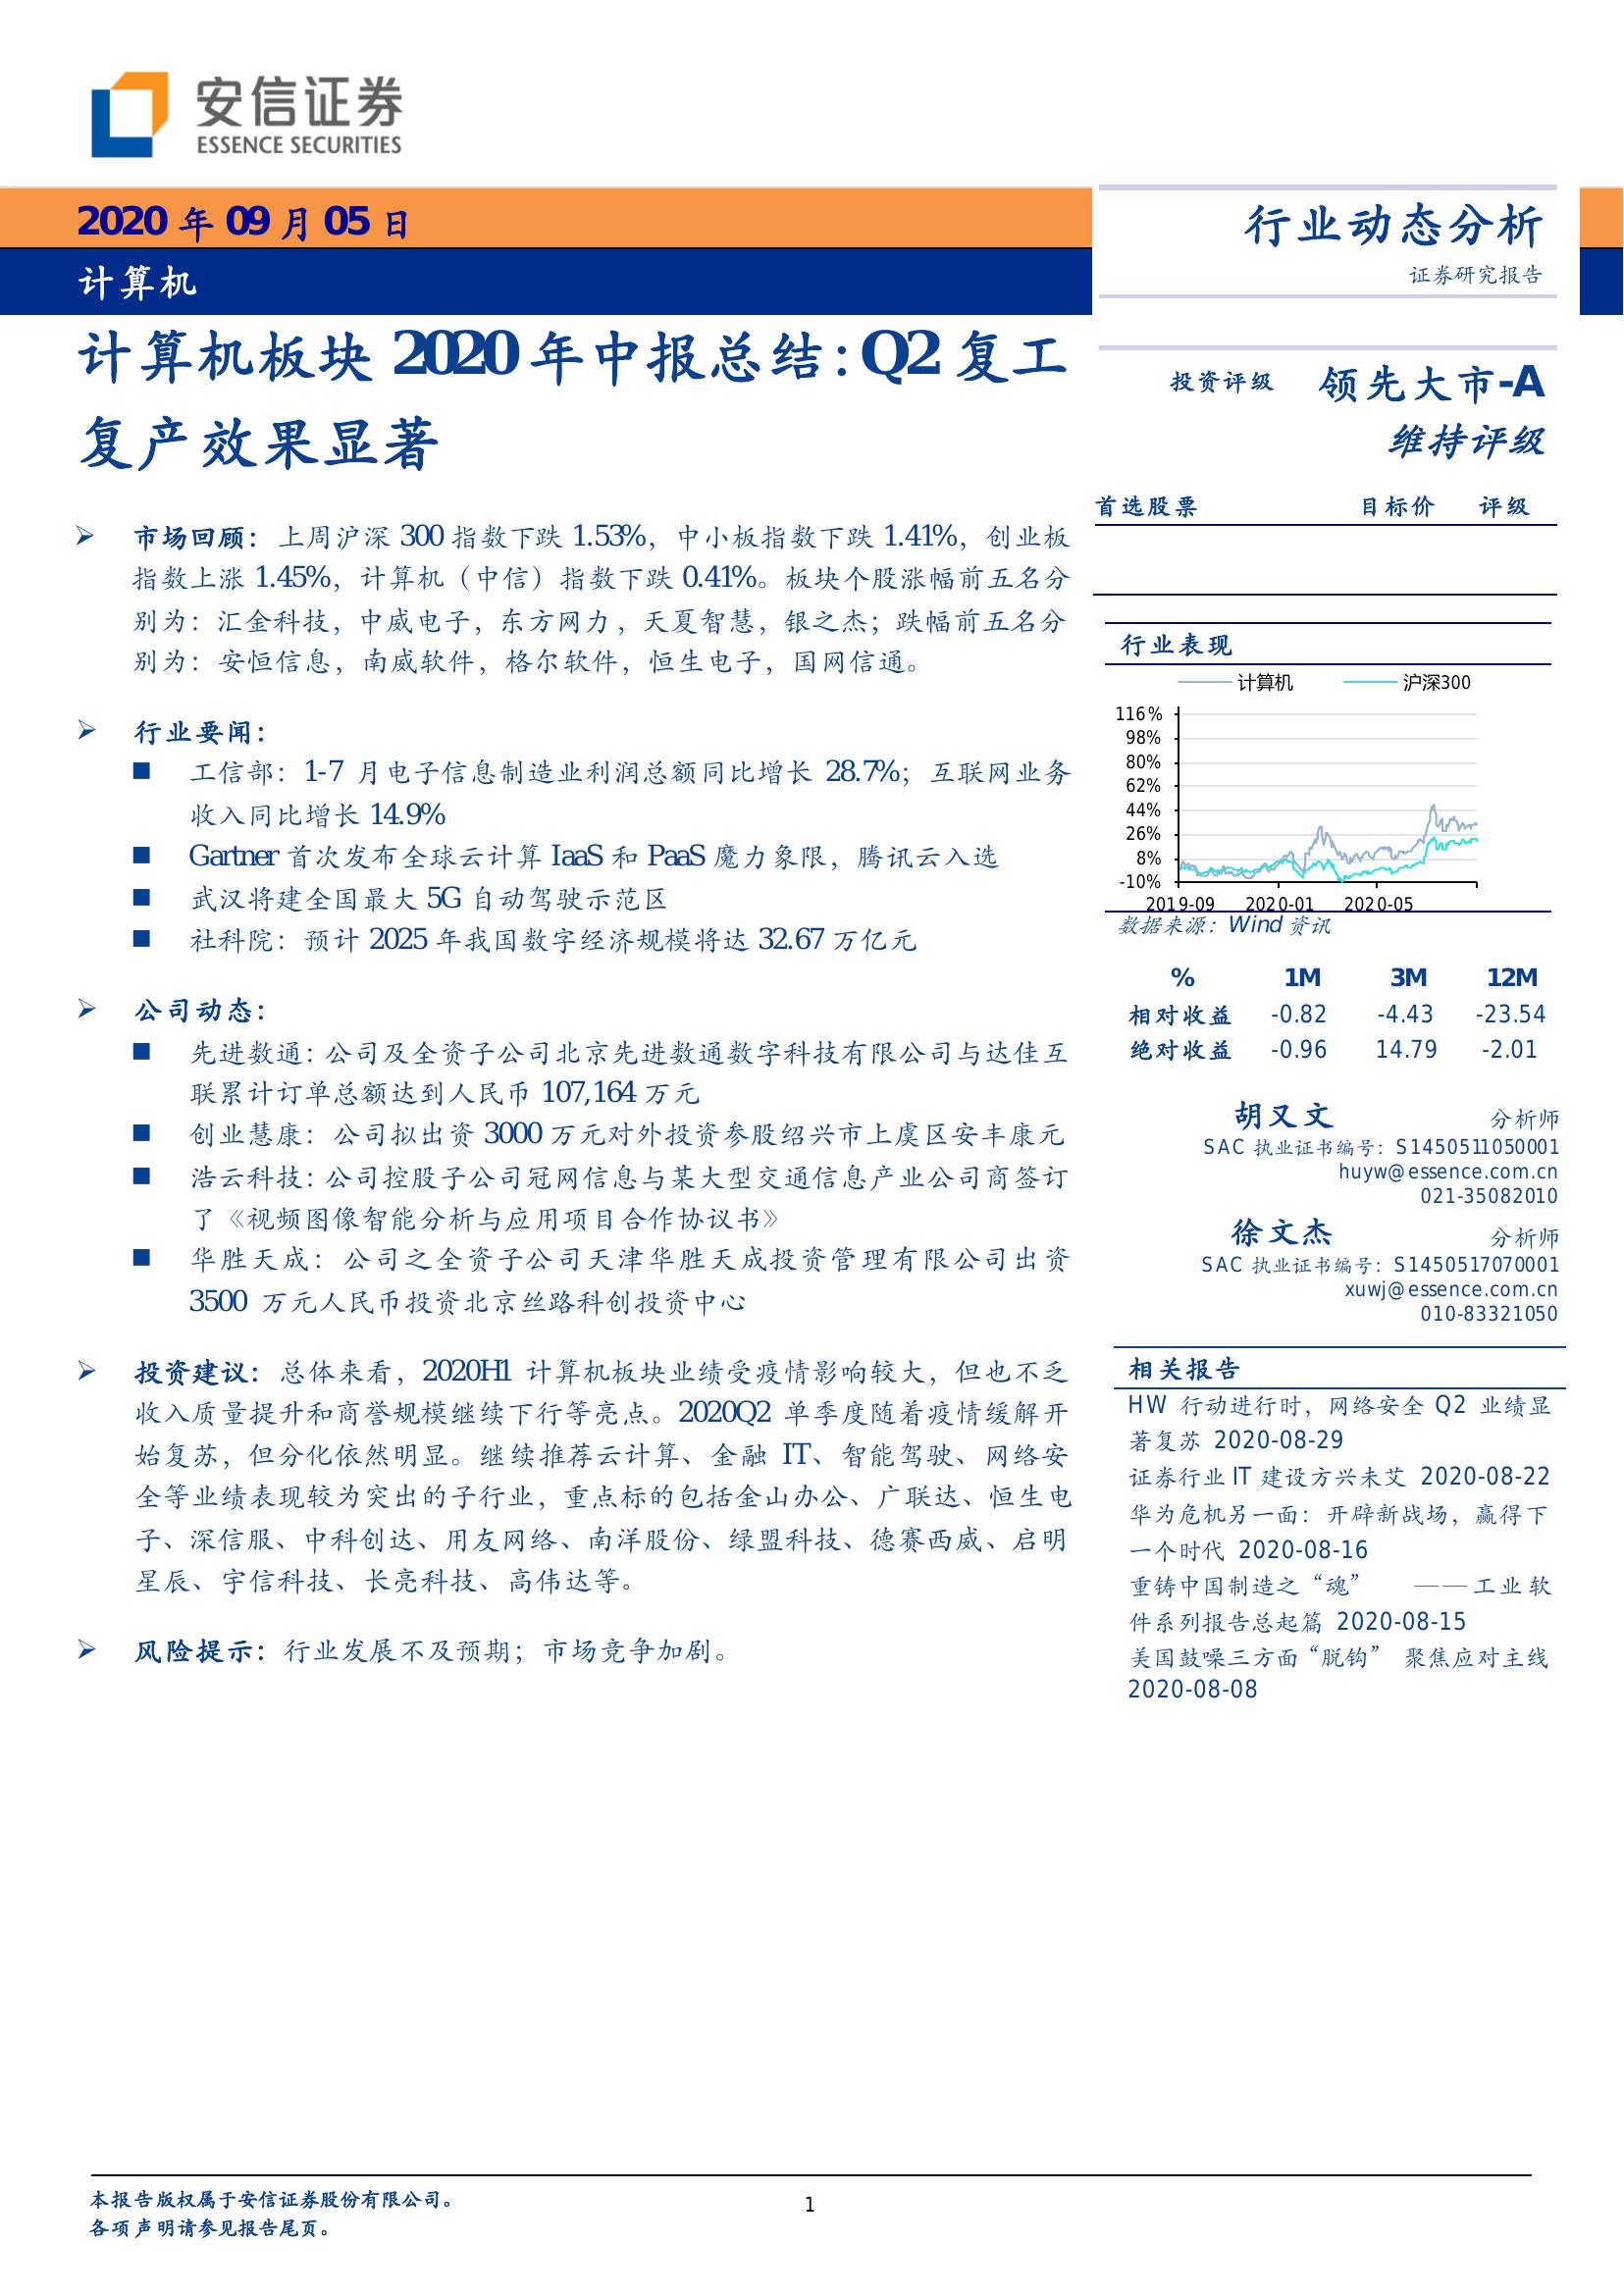 安信证券
ESSENCE SECURITIES
2020 年 09 月 05 日
计算机
行业动态分析
证券研究报告
计算机板块 2020 年中报总结：Q2 复工
复产效果显著
市场回顾：上周沪深 300 指数下跌 1.53%，中小板指数下跌 1.41%，创业板
指数上涨 1.45%，计算机（中信）指数下跌 0.41%。板块个股涨幅前五名分
别为：汇金科技，中威电子，东方网力，天夏智慧，银之杰；跌幅前五名分
别为：安恒信息，南威软件，格尔软件，恒生电子，国网信通。
行业要闻：
工信部：1-7 月电子信息制造业利润总额同比增长 28.7%；互联网业务
收入同比增长 14.9%
Gartner 首次发布全球云计算 IaaS 和 PaaS 魔力象限，腾讯云入选
武汉将建全国最大 5G 自动驾驶示范区
社科院：预计 2025 年我国数字经济规模将达 32.67 万亿元
公司动态：
先进数通：公司及全资子公司北京先进数通数字科技有限公司与达佳互
联累计订单总额达到人民币 107,164 万元
创业慧康：公司拟出资 3000 万元对外投资参股绍兴市上虞区安丰康元
浩云科技：公司控股子公司冠网信息与某大型交通信息产业公司商签订
了《视频图像智能分析与应用项目合作协议书》
华胜天成：公司之全资子公司天津华胜天成投资管理有限公司出资
3500 万元人民币投资北京丝路科创投资中心
投资建议：总体来看，2020H1 计算机板块业绩受疫情影响较大，但也不乏
收入质量提升和商誉规模继续下行等亮点。2020Q2 单季度随着疫情缓解开
始复苏，但分化依然明显。继续推荐云计算、金融 IT、智能驾驶、网络安
全等业绩表现较为突出的子行业，重点标的包括金山办公、广联达、恒生电
子、深信服、中科创达、用友网络、南洋股份、绿盟科技、德赛西威、启明
星辰、宇信科技、长亮科技、高伟达等。
风险提示：行业发展不及预期；市场竞争加剧。
投资评级 领先大市-A
维持评级
首选股票 目标价 评级
行业表现
计算机 沪深300
116%
98%
80%
62%
44%
26%
8%
-10%
2019-09 2020-01 2020-05
数据来源：Wind 资讯
% 1M 3M 12M
相对收益 -0.82 -4.43 -23.54
绝对收益 -0.96 14.79 -2.01
胡又文 分析师
SAC 执业证书编号：S1450511050001
huyw@essence.com.cn
021-35082010
徐文杰 分析师
SAC 执业证书编号：S1450517070001
xuwj@essence.com.cn
010-83321050
相关报告
HW 行动进行时，网络安全 Q2 业绩显
著复苏 2020-08-29
证券行业 IT 建设方兴未艾 2020-08-22
华为危机另一面：开辟新战场，赢得下
一个时代 2020-08-16
重铸中国制造之“魂” ——工业软
件系列报告总起篇 2020-08-15
美国鼓噪三方面“脱钩” 聚焦应对主线
2020-08-08
本报告版权属于安信证券股份有限公司。
各项声明请参见报告尾页。
1